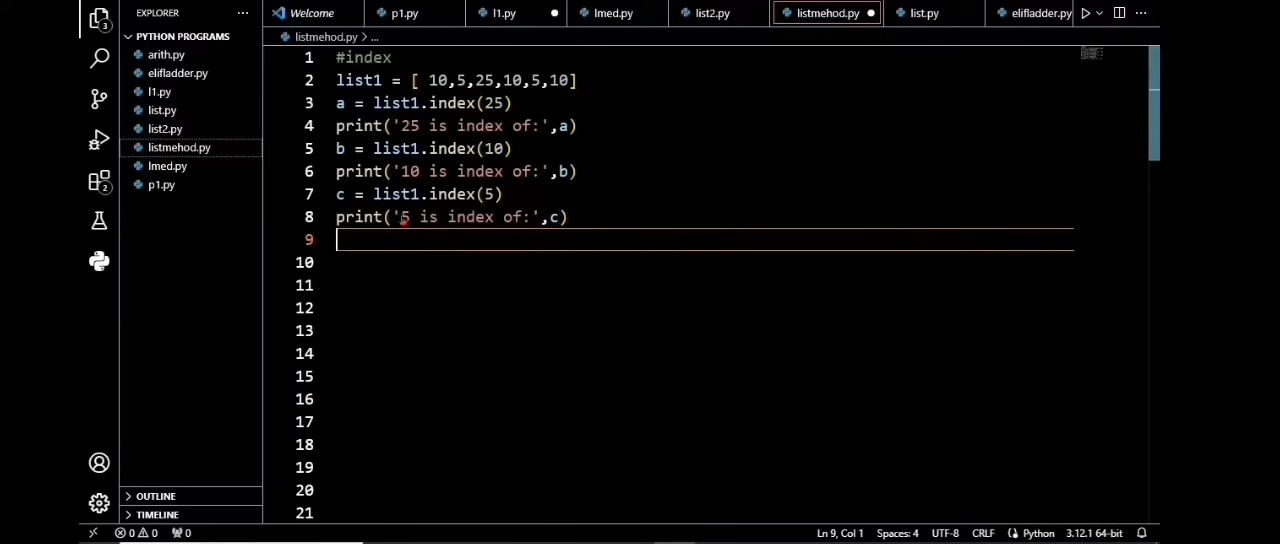 EXPLORER
Welcome
p1.py
l1.py
lmed.py
list2.py
listmehod.py
list.py
elifladder.py
PYTHON PROGRAMS
arith.py
elifladder.py
l1.py
list.py
list2.py
listmehod.py
lmed.py
p1.py
OUTLINE
TIMELINE
3
2
listmehod.py > ...
1 #index
2 list1 = [ 10,5,25,10,5,10]
3 a = list1.index(25)
4 print('25 is index of:',a)
5 b = list1.index(10)
6 print('10 is index of:',b)
7 c = list1.index(5)
8 print('5 is index of:',c)
9
10
11
12
13
14
15
16
17
18
19
20
21
0 0 0 Ln 9, Col 1 Spaces: 4 UTF-8 CRLF Python 3.12.1 64-bit